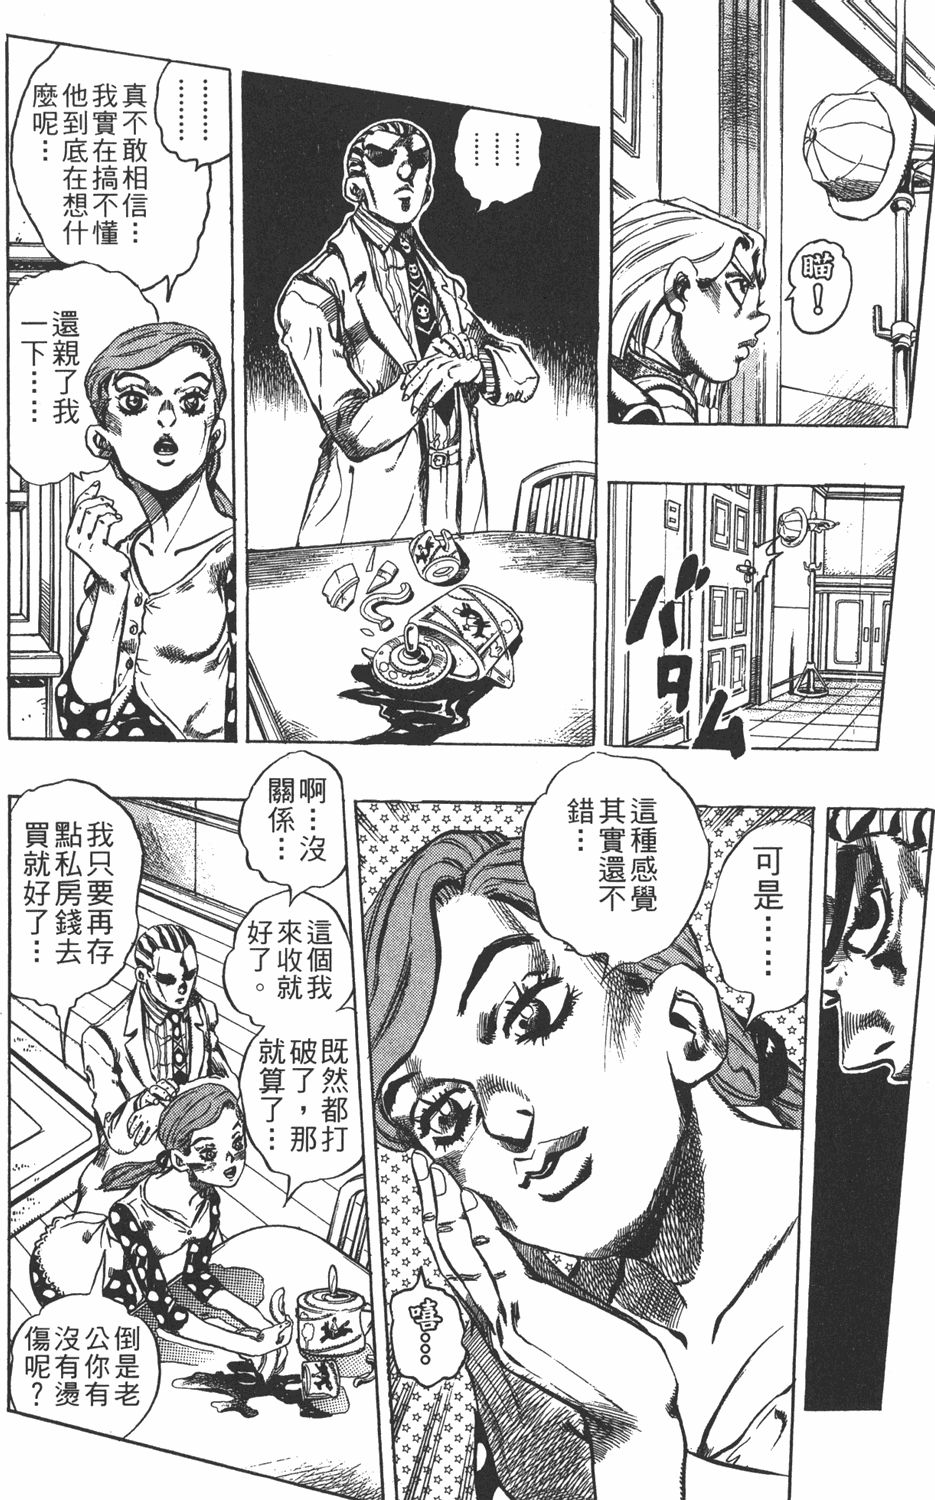 瞄！
バタム
⋯⋯
⋯⋯
⋯⋯
⋯⋯
真不敢相信⋯
我實在搞不懂
他到底在想什
麼呢⋯
還親了我
一下⋯⋯
可是⋯⋯
這種感覺
其實還不
錯⋯
嘻⋯
啊⋯沒
關係⋯
這個我
來收就
好了。
既然都打
破了，那
就算了⋯
我只要再存
點私房錢去
買就好了⋯
倒是老
公你有
沒有燙
傷呢？